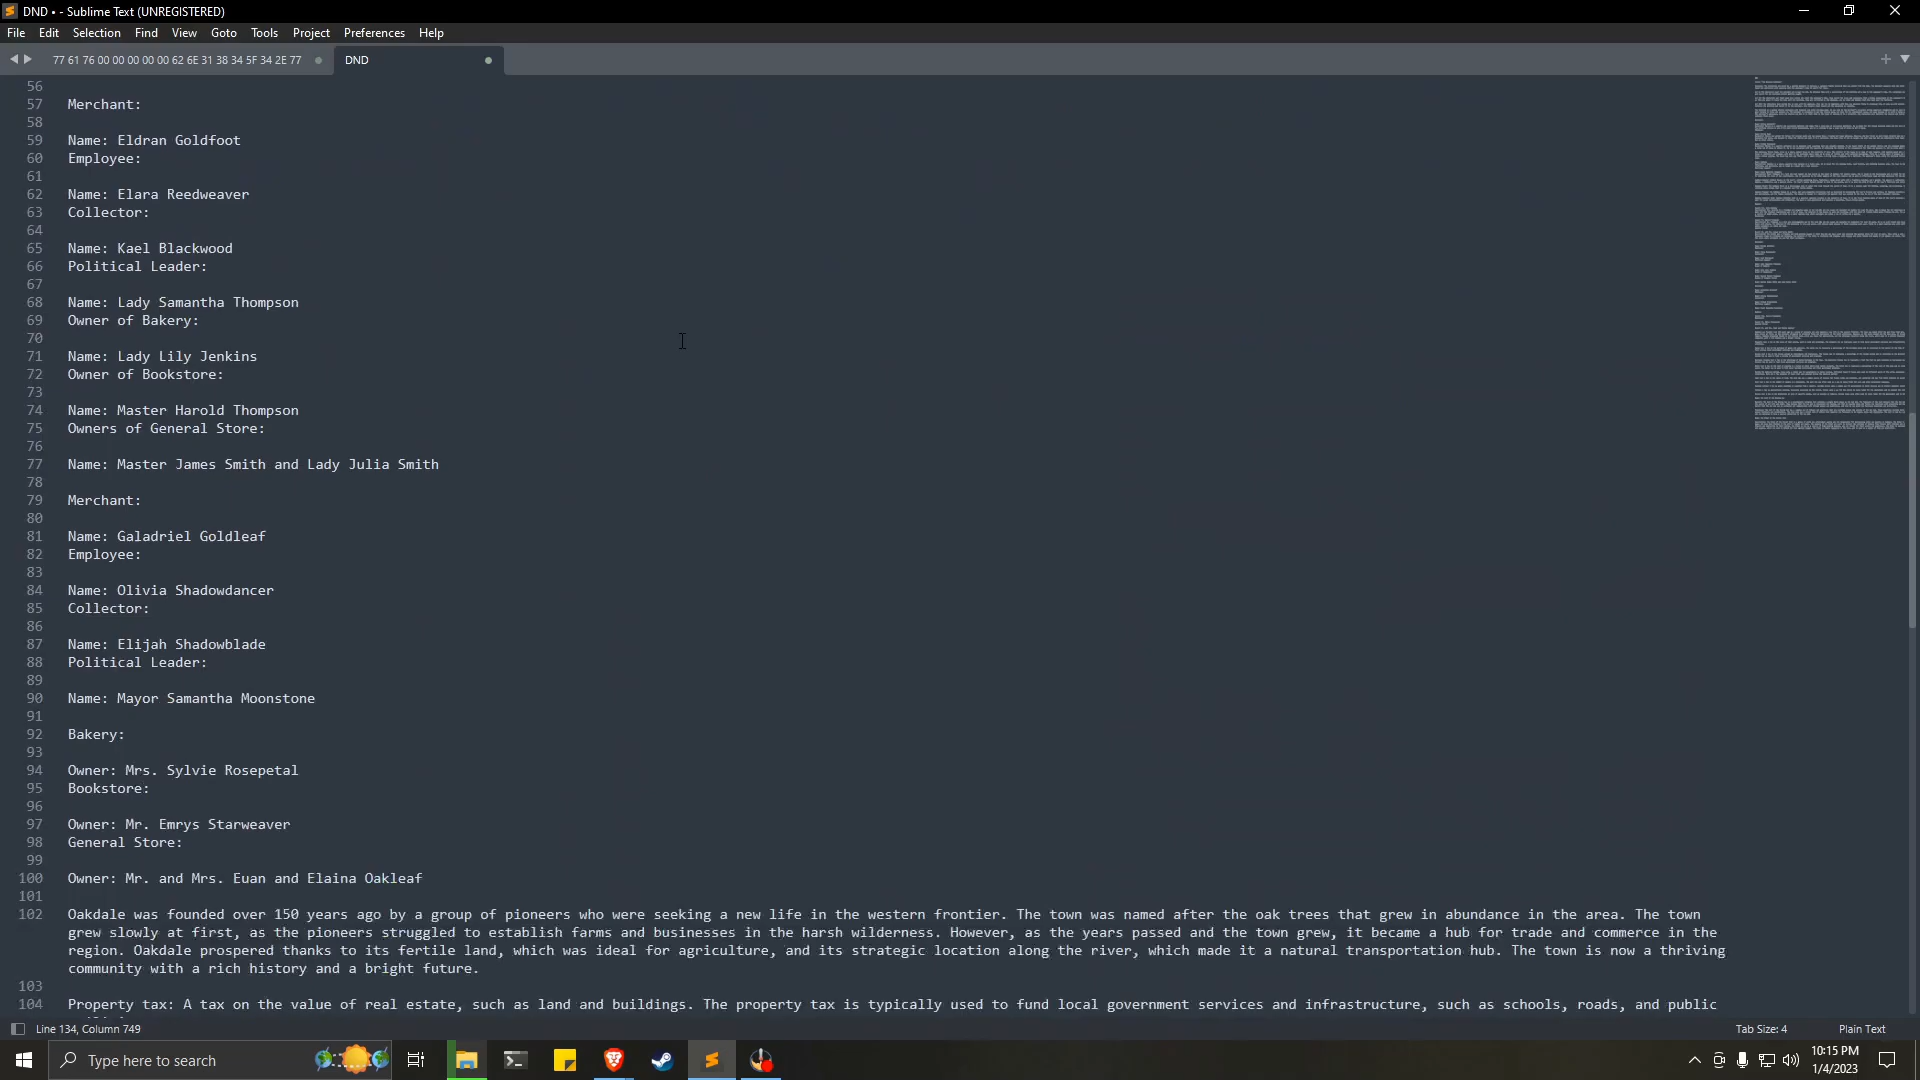 DND • - Sublime Text (UNREGISTERED)
File Edit Selection Find View Goto Tools Project Preferences Help
77 61 76 00 00 00 00 00 62 6E 31 38 34 5F 34 2E 77 DND
56
57 Merchant:
58
59 Name: Eldran Goldfoot
60 Employee:
61
62 Name: Elara Reedweaver
63 Collector:
64
65 Name: Kael Blackwood
66 Political Leader:
67
68 Name: Lady Samantha Thompson
69 Owner of Bakery:
70
71 Name: Lady Lily Jenkins
72 Owner of Bookstore:
73
74 Name: Master Harold Thompson
75 Owners of General Store:
76
77 Name: Master James Smith and Lady Julia Smith
78
79 Merchant:
80
81 Name: Galadriel Goldleaf
82 Employee:
83
84 Name: Olivia Shadowdancer
85 Collector:
86
87 Name: Elijah Shadowblade
88 Political Leader:
89
90 Name: Mayor Samantha Moonstone
91
92 Bakery:
93
94 Owner: Mrs. Sylvie Rosepetal
95 Bookstore:
96
97 Owner: Mr. Emrys Starweaver
98 General Store:
99
100 Owner: Mr. and Mrs. Euan and Elaina Oakleaf
101
102 Oakdale was founded over 150 years ago by a group of pioneers who were seeking a new life in the western frontier. The town was named after the oak trees that grew in abundance in the area. The town
grew slowly at first, as the pioneers struggled to establish farms and businesses in the harsh wilderness. However, as the years passed and the town grew, it became a hub for trade and commerce in the
region. Oakdale prospered thanks to its fertile land, which was ideal for agriculture, and its strategic location along the river, which made it a natural transportation hub. The town is now a thriving
community with a rich history and a bright future.
103
104 Property tax: A tax on the value of real estate, such as land and buildings. The property tax is typically used to fund local government services and infrastructure, such as schools, roads, and public
Line 134, Column 749 Tab Size: 4 Plain Text
Type here to search
10:15 PM
1/4/2023